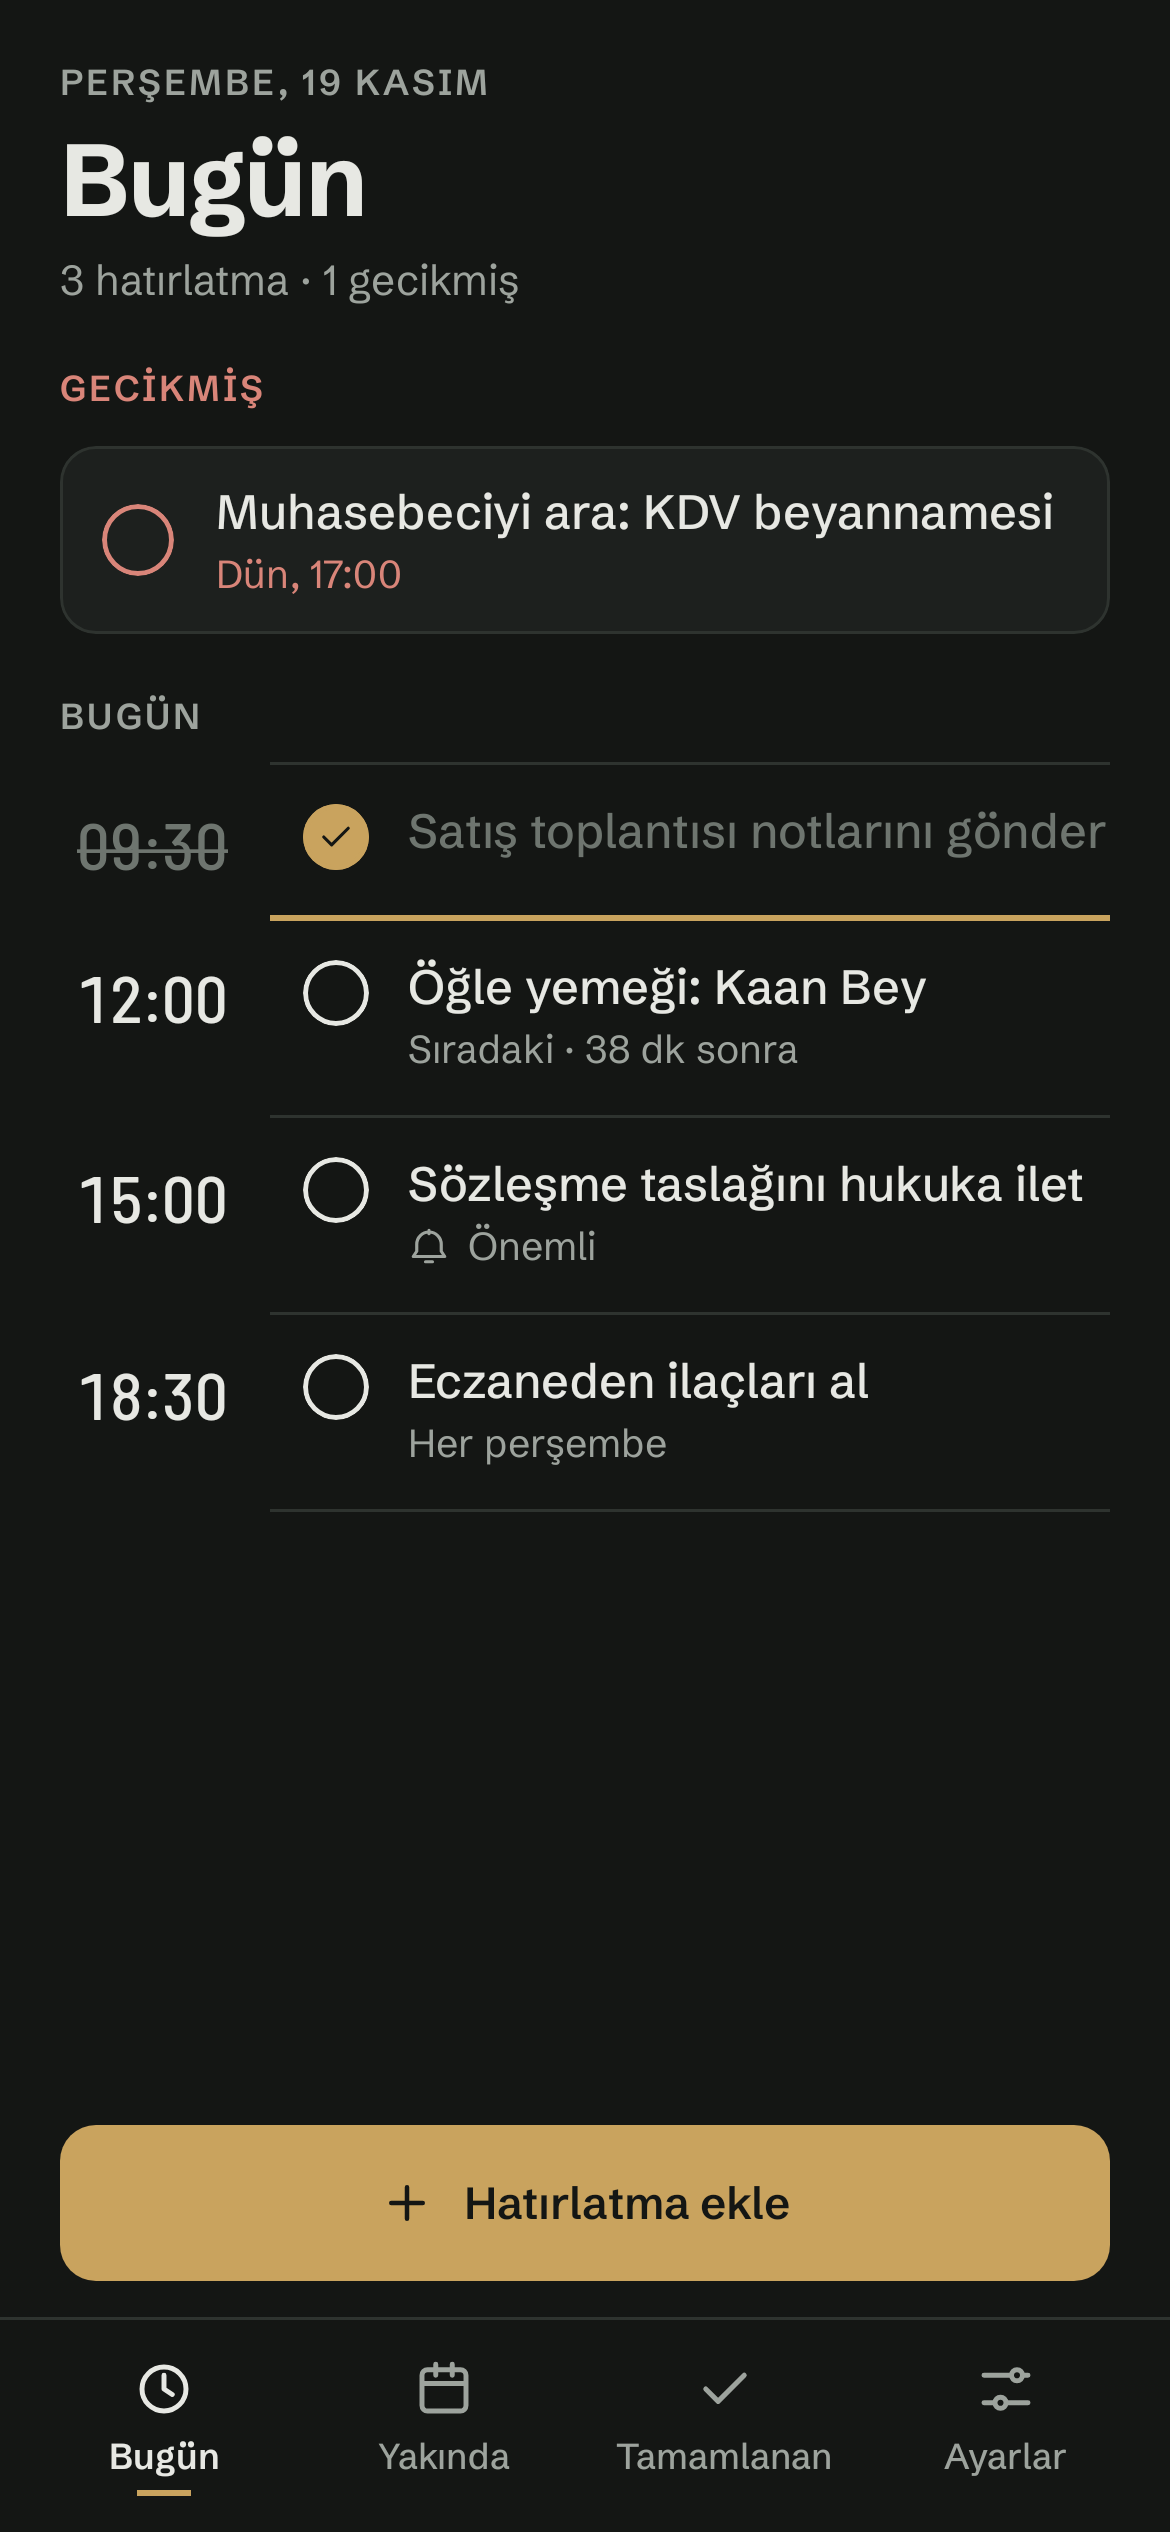 PERŞEMBE, 19 KASIM
Bugün
3 hatırlatma · 1 gecikmiş
GECİKMİŞ
Muhasebeciyi ara: KDV beyannamesi
Dün, 17:00
BUGÜN
09:30 Satış toplantısı notlarını gönder
12:00 Öğle yemeği: Kaan Bey
Sıradaki · 38 dk sonra
15:00 Sözleşme taslağını hukuka ilet
Önemli
18:30 Eczaneden ilaçları al
Her perşembe
Hatırlatma ekle
Bugün Yakında Tamamlanan Ayarlar